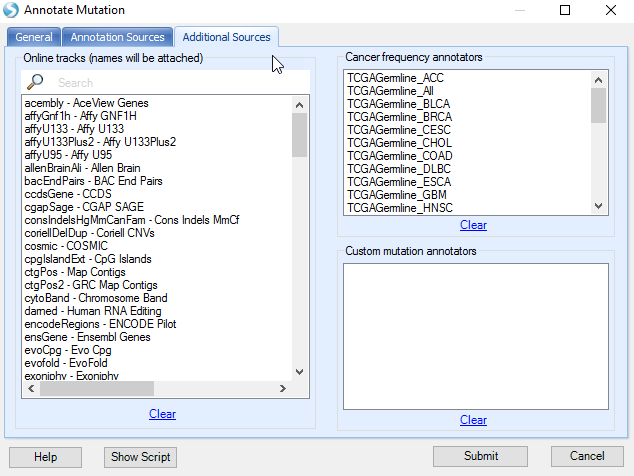 Annotate Mutation
General
Annotation Sources
Additional Sources
Online tracks (names will be attached)
Search
acembly - AceView Genes
affyGnf1h - Affy GNF1H
affyU133 - Affy U133
affyU133Plus2 - Affy U133Plus2
affyU95 - Affy U95
allenBrainAli - Allen Brain
bacEndPairs - BAC End Pairs
ccdsGene - CCDS
cgapSage - CGAP SAGE
consIndelsHgMmCanFam - Cons Indels MmCf
coriellDelDup - Coriell CNVs
cosmic - COSMIC
cpgIslandExt - CpG Islands
ctgPos - Map Contigs
ctgPos2 - GRC Map Contigs
cytoBand - Chromosome Band
darned - Human RNA Editing
encodeRegions - ENCODE Pilot
ensGene - Ensembl Genes
evoCpg - Evo Cpg
evofold - EvoFold
exoniphy - Exoniphy
Clear
Cancer frequency annotators
TCGAGermline_ACC
TCGAGermline_All
TCGAGermline_BLCA
TCGAGermline_BRCA
TCGAGermline_CESC
TCGAGermline_CHOL
TCGAGermline_COAD
TCGAGermline_DLBC
TCGAGermline_ESCA
TCGAGermline_GBM
TCGAGermline_HNSC
Clear
Custom mutation annotators
Clear
Help
Show Script
Submit
Cancel